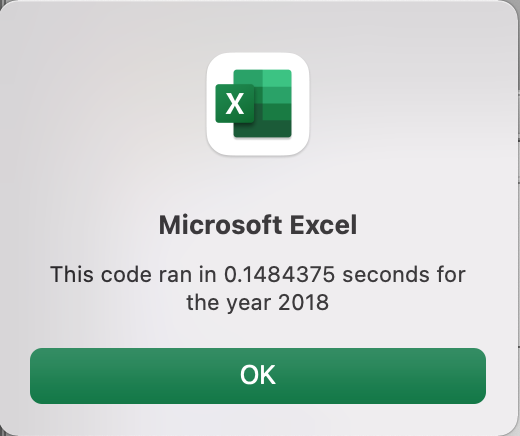 X
Microsoft Excel
This code ran in 0.1484375 seconds for
the year 2018
OK